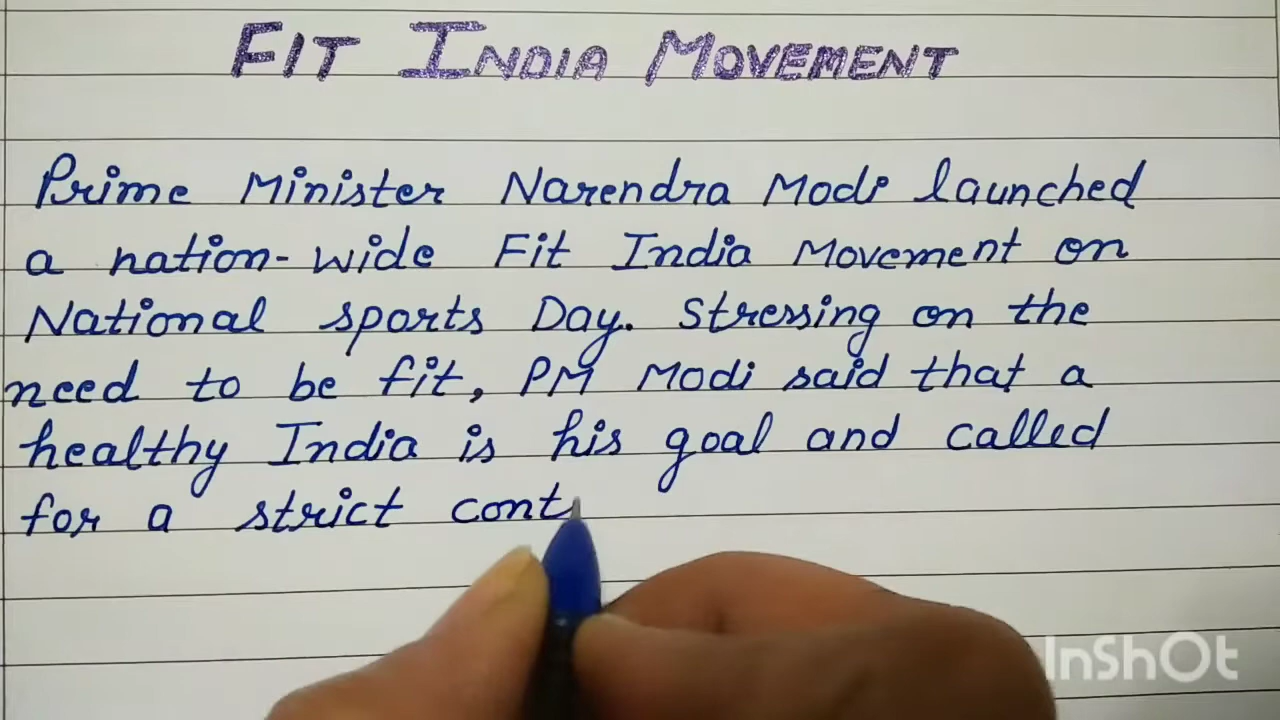 FIT INDIA MOVEMENT
Prime Minister Narendra Modi launched
a nation-wide Fit India Movement on
National sports Day. Stressing on the
need to be fit, PM Modi said that a
healthy India is his goal and called
for a strict cont
InShOt